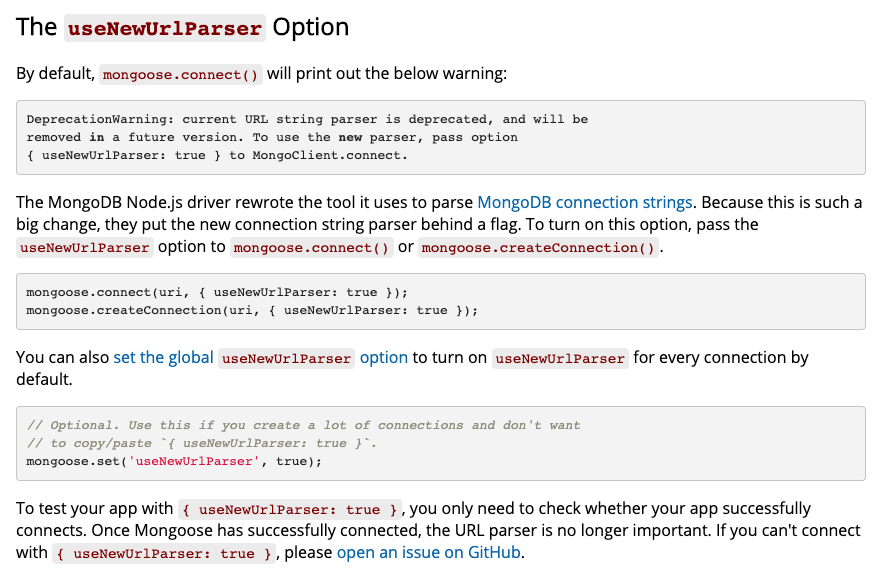 The useNewUrlParser Option
By default, mongoose.connect() will print out the below warning:
DeprecationWarning: current URL string parser is deprecated, and will be
removed in a future version. To use the new parser, pass option
{ useNewUrlParser: true } to MongoClient.connect.
The MongoDB Node.js driver rewrote the tool it uses to parse MongoDB connection strings. Because this is such a
big change, they put the new connection string parser behind a flag. To turn on this option, pass the
useNewUrlParser option to mongoose.connect() or mongoose.createConnection().
mongoose.connect(uri, { useNewUrlParser: true });
mongoose.createConnection(uri, { useNewUrlParser: true });
You can also set the global useNewUrlParser option to turn on useNewUrlParser for every connection by
default.
// Optional. Use this if you create a lot of connections and don't want
// to copy/paste `{ useNewUrlParser: true }`.
mongoose.set('useNewUrlParser', true);
To test your app with { useNewUrlParser: true }, you only need to check whether your app successfully
connects. Once Mongoose has successfully connected, the URL parser is no longer important. If you can't connect
with { useNewUrlParser: true }, please open an issue on GitHub.